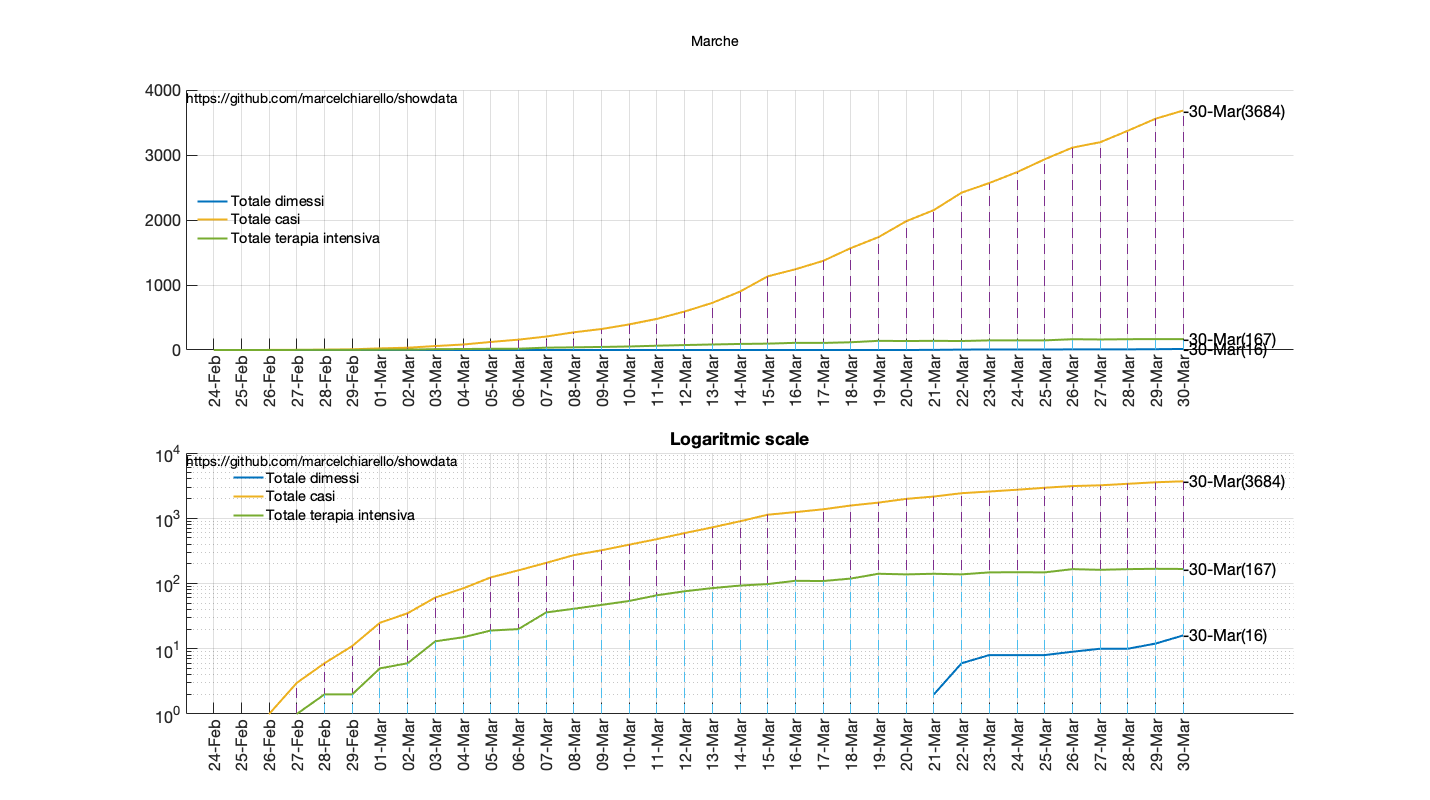 Marche
4000
3000
2000
1000
0
https://github.com/marcelchiarello/showdata
Totale dimessi
Totale casi
Totale terapia intensiva
-30-Mar(3684)
-30-Mar(167)
-30-Mar(16)
24-Feb
25-Feb
26-Feb
27-Feb
28-Feb
29-Feb
01-Mar
02-Mar
03-Mar
04-Mar
05-Mar
06-Mar
07-Mar
08-Mar
09-Mar
10-Mar
11-Mar
12-Mar
13-Mar
14-Mar
15-Mar
16-Mar
17-Mar
18-Mar
19-Mar
20-Mar
21-Mar
22-Mar
23-Mar
24-Mar
25-Mar
26-Mar
27-Mar
28-Mar
29-Mar
30-Mar
Logaritmic scale
10^4
10^3
10^2
10^1
10^0
https://github.com/marcelchiarello/showdata
Totale dimessi
Totale casi
Totale terapia intensiva
-30-Mar(3684)
-30-Mar(167)
-30-Mar(16)
24-Feb
25-Feb
26-Feb
27-Feb
28-Feb
29-Feb
01-Mar
02-Mar
03-Mar
04-Mar
05-Mar
06-Mar
07-Mar
08-Mar
09-Mar
10-Mar
11-Mar
12-Mar
13-Mar
14-Mar
15-Mar
16-Mar
17-Mar
18-Mar
19-Mar
20-Mar
21-Mar
22-Mar
23-Mar
24-Mar
25-Mar
26-Mar
27-Mar
28-Mar
29-Mar
30-Mar